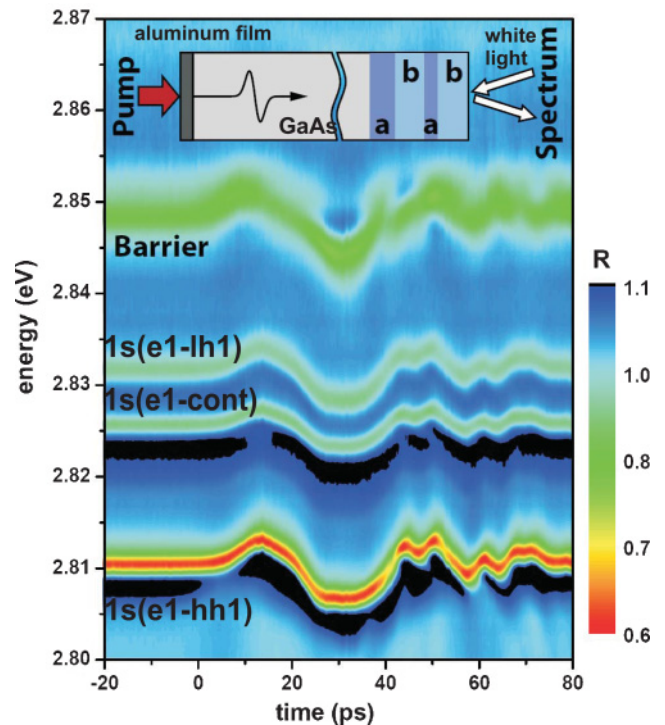 2.87
2.86
2.85
2.84
2.83
2.82
2.81
2.80
energy (eV)
aluminum film
Pump
GaAs
a
b
a
b
white
light
Spectrum
Barrier
1s(e1-lh1)
1s(e1-cont)
1s(e1-hh1)
-20
0
20
40
60
80
time (ps)
R
1.1
1.0
0.9
0.8
0.7
0.6